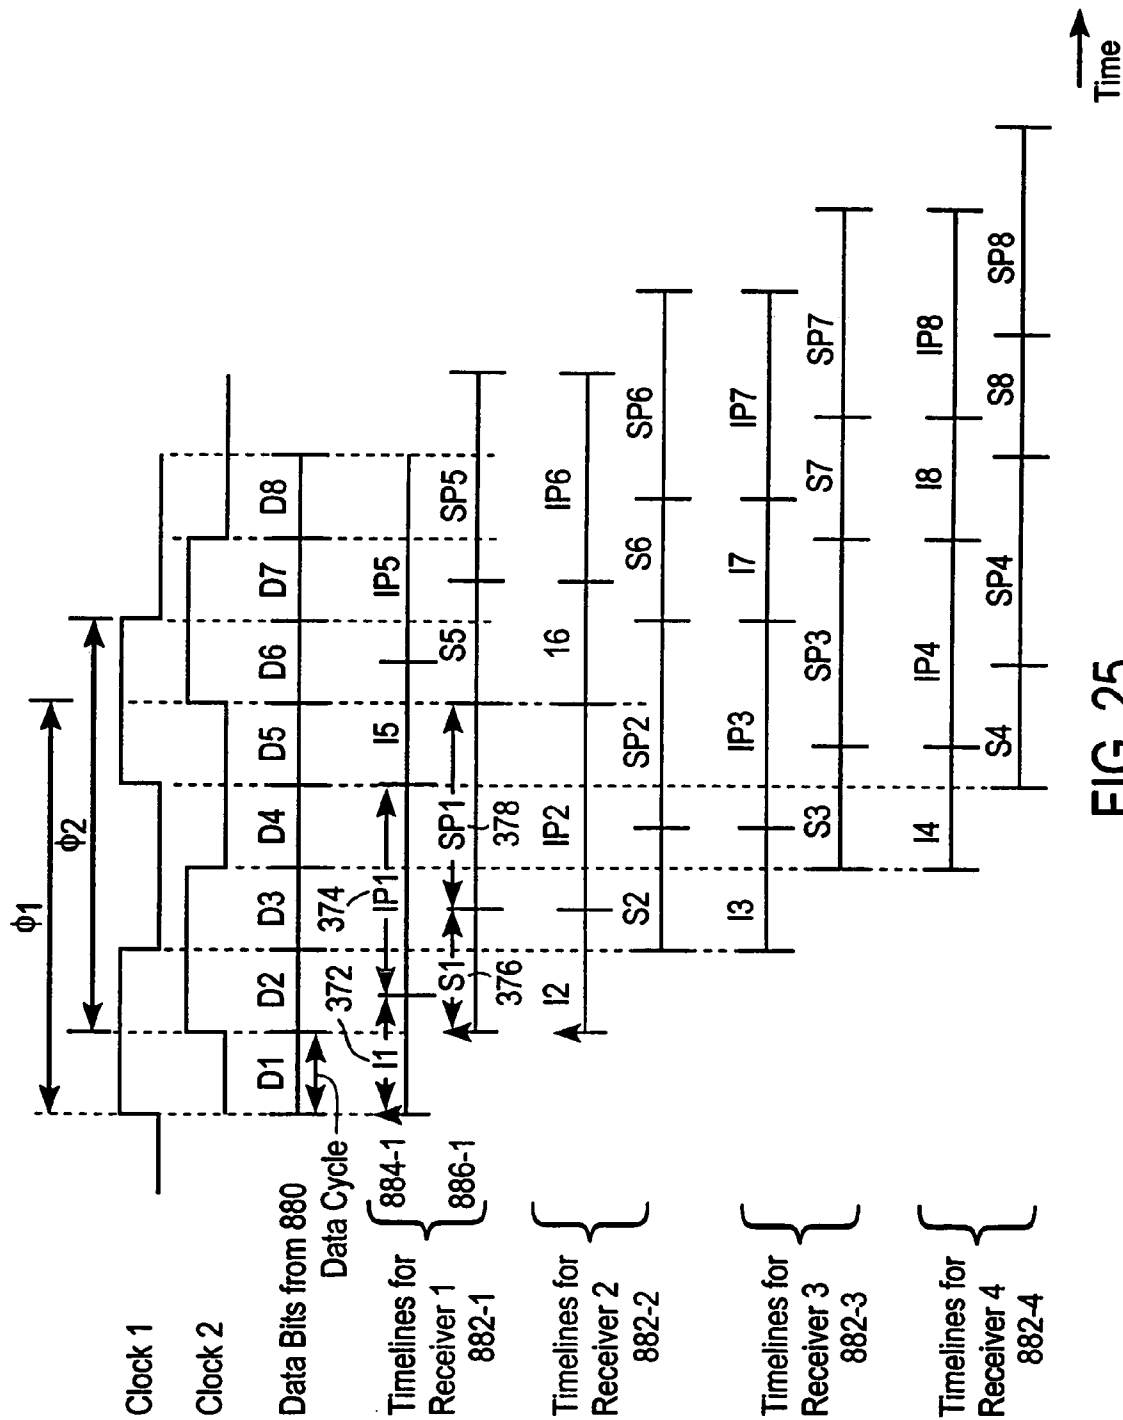 ϕ1
ϕ2
Clock 1
Clock 2
Data Bits from 880
D1 D2 D3 D4 D5 D6 D7 D8
Data Cycle
372
374
884-1
I1 IP1 I5 IP5
Timelines for
Receiver 1
882-1
886-1
S1 SP1 S5 SP5
376
378
Timelines for
Receiver 2
882-2
I2 IP2 16 IP6
S2 SP2 S6 SP6
Timelines for
Receiver 3
882-3
I3 IP3 I7 IP7
S3 SP3 S7 SP7
Timelines for
Receiver 4
882-4
I4 IP4 I8 IP8
S4 SP4 S8 SP8
Time
FIG. 25